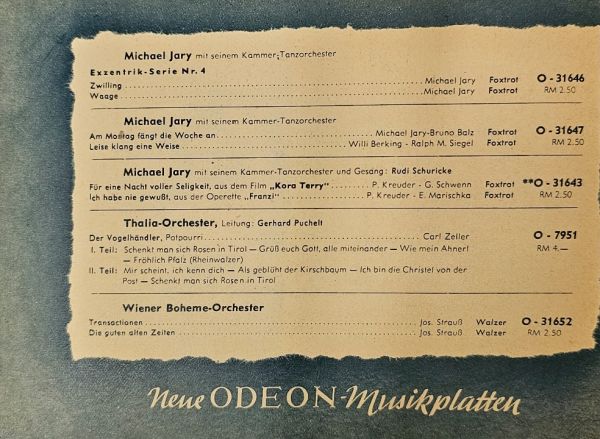 Michael Jary mit seinem Kammer-Tanzorchester
Exzentrik-Serie Nr. 4
Zwilling Michael Jary Foxtrot O - 31646
Waage Michael Jary Foxtrot RM 2.50
Michael Jary mit seinem Kammer-Tanzorchester
Am Montag fängt die Woche an Michael Jary-Bruno Balz Foxtrot O - 31647
Leise klang eine Weise Willi Berking - Ralph M. Siegel Foxtrot RM 2.50
Michael Jary mit seinem Kammer-Tanzorchester und Gesang: Rudi Schuricke
Für eine Nacht voller Seligkeit, aus dem Film „Kora Terry" P. Kreuder - G. Schwenn Foxtrot **O - 31643
Ich habe nie gewußt, aus der Operette „Franzi" P. Kreuder - E. Marischka Foxtrot RM 2.50
Thalia-Orchester, Leitung: Gerhard Puchelt
Der Vogelhändler, Potpourri Carl Zeller O - 7951
I. Teil: Schenkt man sich Rosen in Tirol — Grüß euch Gott, alle miteinander — Wie mein Ahnerl RM 4.—
— Fröhlich Pfalz (Rheinwalzer)
II. Teil: Mir scheint, ich kenn dich — Als geblüht der Kirschbaum — Ich bin die Christel von der
Post — Schenkt man sich Rosen in Tirol
Wiener Boheme-Orchester
Transactionen Jos. Strauß Walzer O - 31652
Die guten alten Zeiten Jos. Strauß Walzer RM 2.50
Neue ODEON-Musikplatten